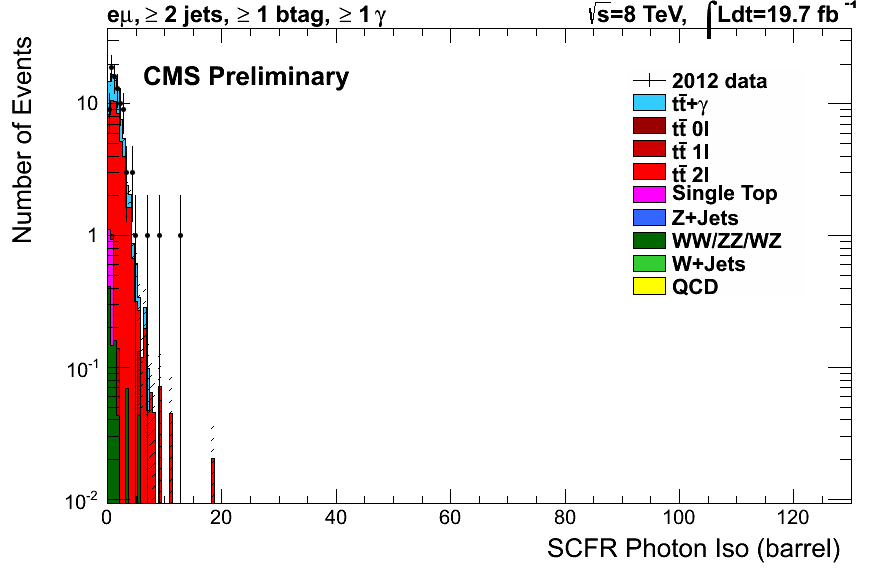 eμ, ≥ 2 jets, ≥ 1 btag, ≥ 1 γ
√s=8 TeV, ∫Ldt=19.7 fb⁻¹
CMS Preliminary
2012 data
tt̄+γ
tt̄ 0l
tt̄ 1l
tt̄ 2l
Single Top
Z+Jets
WW/ZZ/WZ
W+Jets
QCD
Number of Events
10
1
10⁻¹
10⁻²
0 20 40 60 80 100 120
SCFR Photon Iso (barrel)